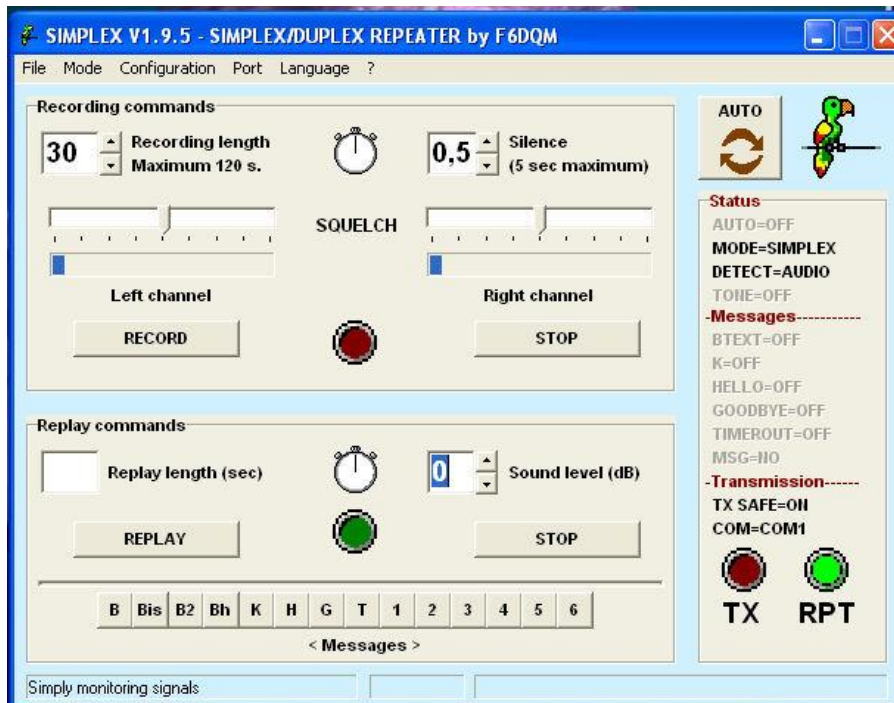 SIMPLEX V1.9.5 - SIMPLEX/DUPLEX REPEATER by F6DQM
File Mode Configuration Port Language ?
Recording commands
30 Recording length
Maximum 120 s.
0,5 Silence
(5 sec maximum)
SQUELCH
Left channel
Right channel
RECORD
STOP
Replay commands
Replay length (sec)
0 Sound level (dB)
REPLAY
STOP
B Bis B2 Bh K H G T 1 2 3 4 5 6
< Messages >
AUTO
Status
AUTO=OFF
MODE=SIMPLEX
DETECT=AUDIO
TONE=OFF
-Messages-----------
BTEXT=OFF
K=OFF
HELLO=OFF
GOODBYE=OFF
TIMEROUT=OFF
MSG=NO
-Transmission------
TX SAFE=ON
COM=COM1
TX RPT
Simply monitoring signals